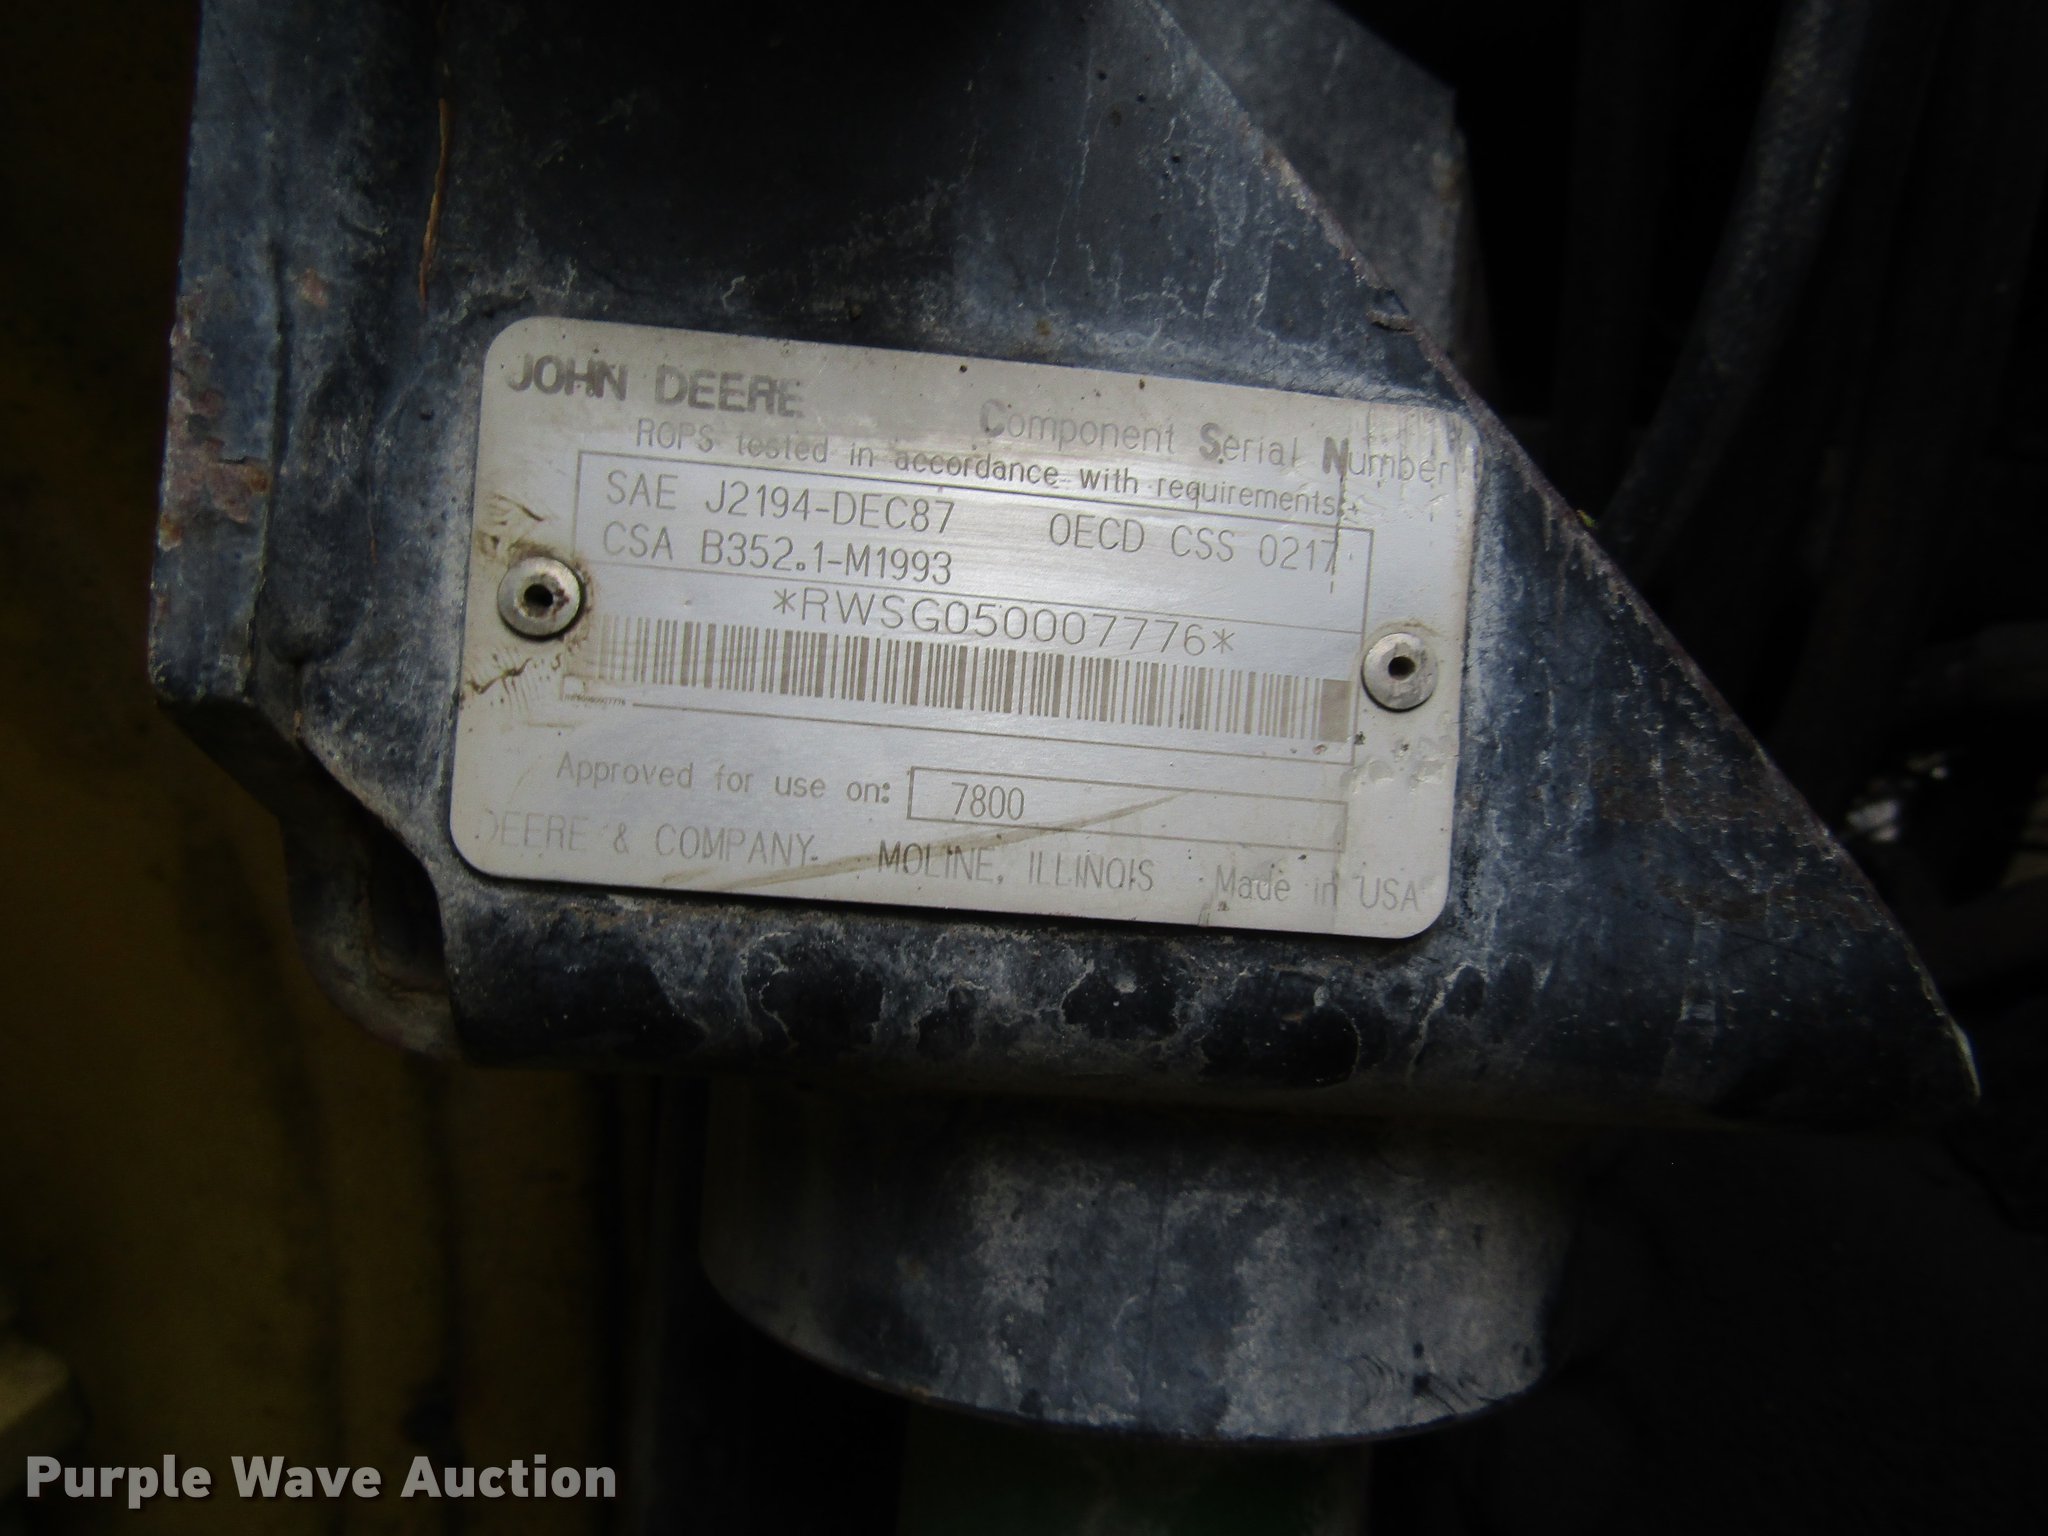 JOHN DEERE
Component Serial Number
ROPS tested in accordance with requirements:
SAE J2194-DEC87 OECD CSS 0217
CSA B352.1-M1993
*RWSG050007776*
Approved for use on: 7800
DEERE & COMPANY. MOLINE, ILLINOIS Made in USA
Purple Wave Auction